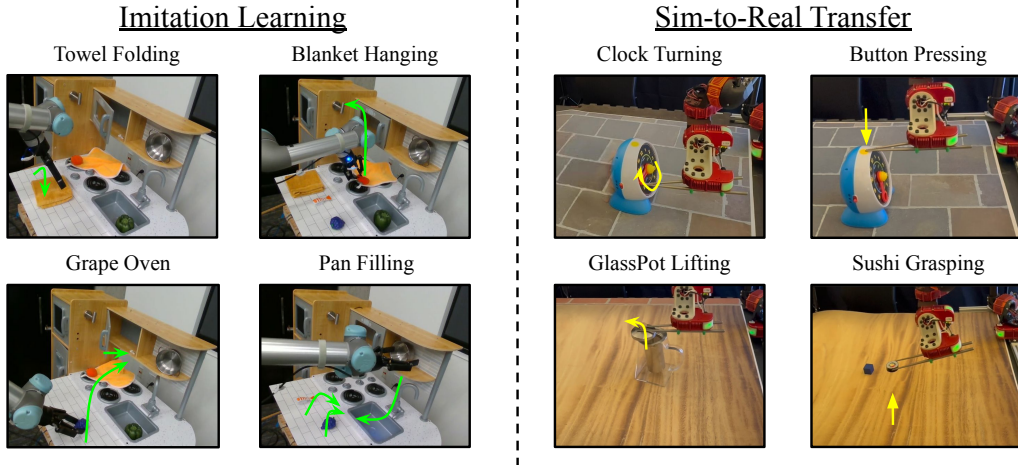 Imitation Learning
Towel Folding
Blanket Hanging
Grape Oven
Pan Filling
Sim-to-Real Transfer
Clock Turning
Button Pressing
GlassPot Lifting
Sushi Grasping